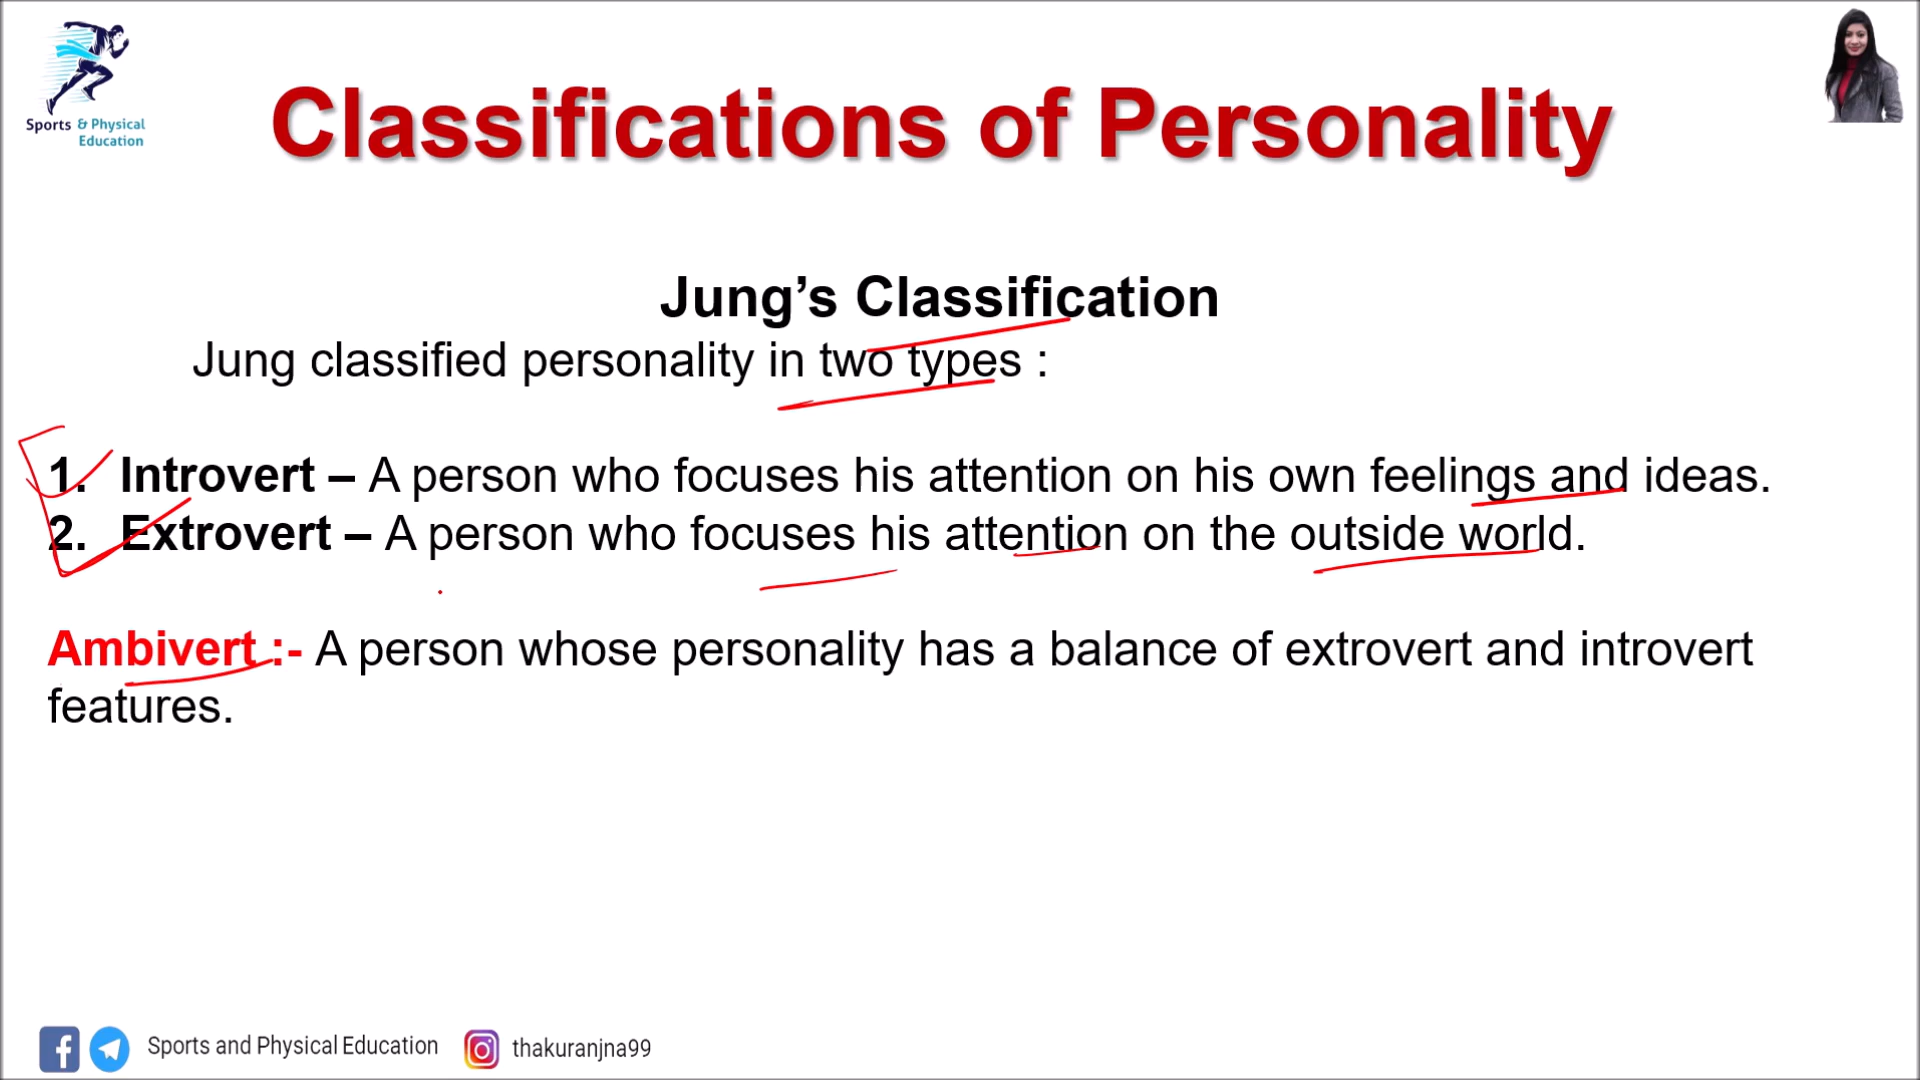 Sports & Physical
Education
Classifications of Personality
Jung’s Classification
Jung classified personality in two types :
1. Introvert – A person who focuses his attention on his own feelings and ideas.
2. Extrovert – A person who focuses his attention on the outside world.
Ambivert :- A person whose personality has a balance of extrovert and introvert
features.
Sports and Physical Education thakuranjna99